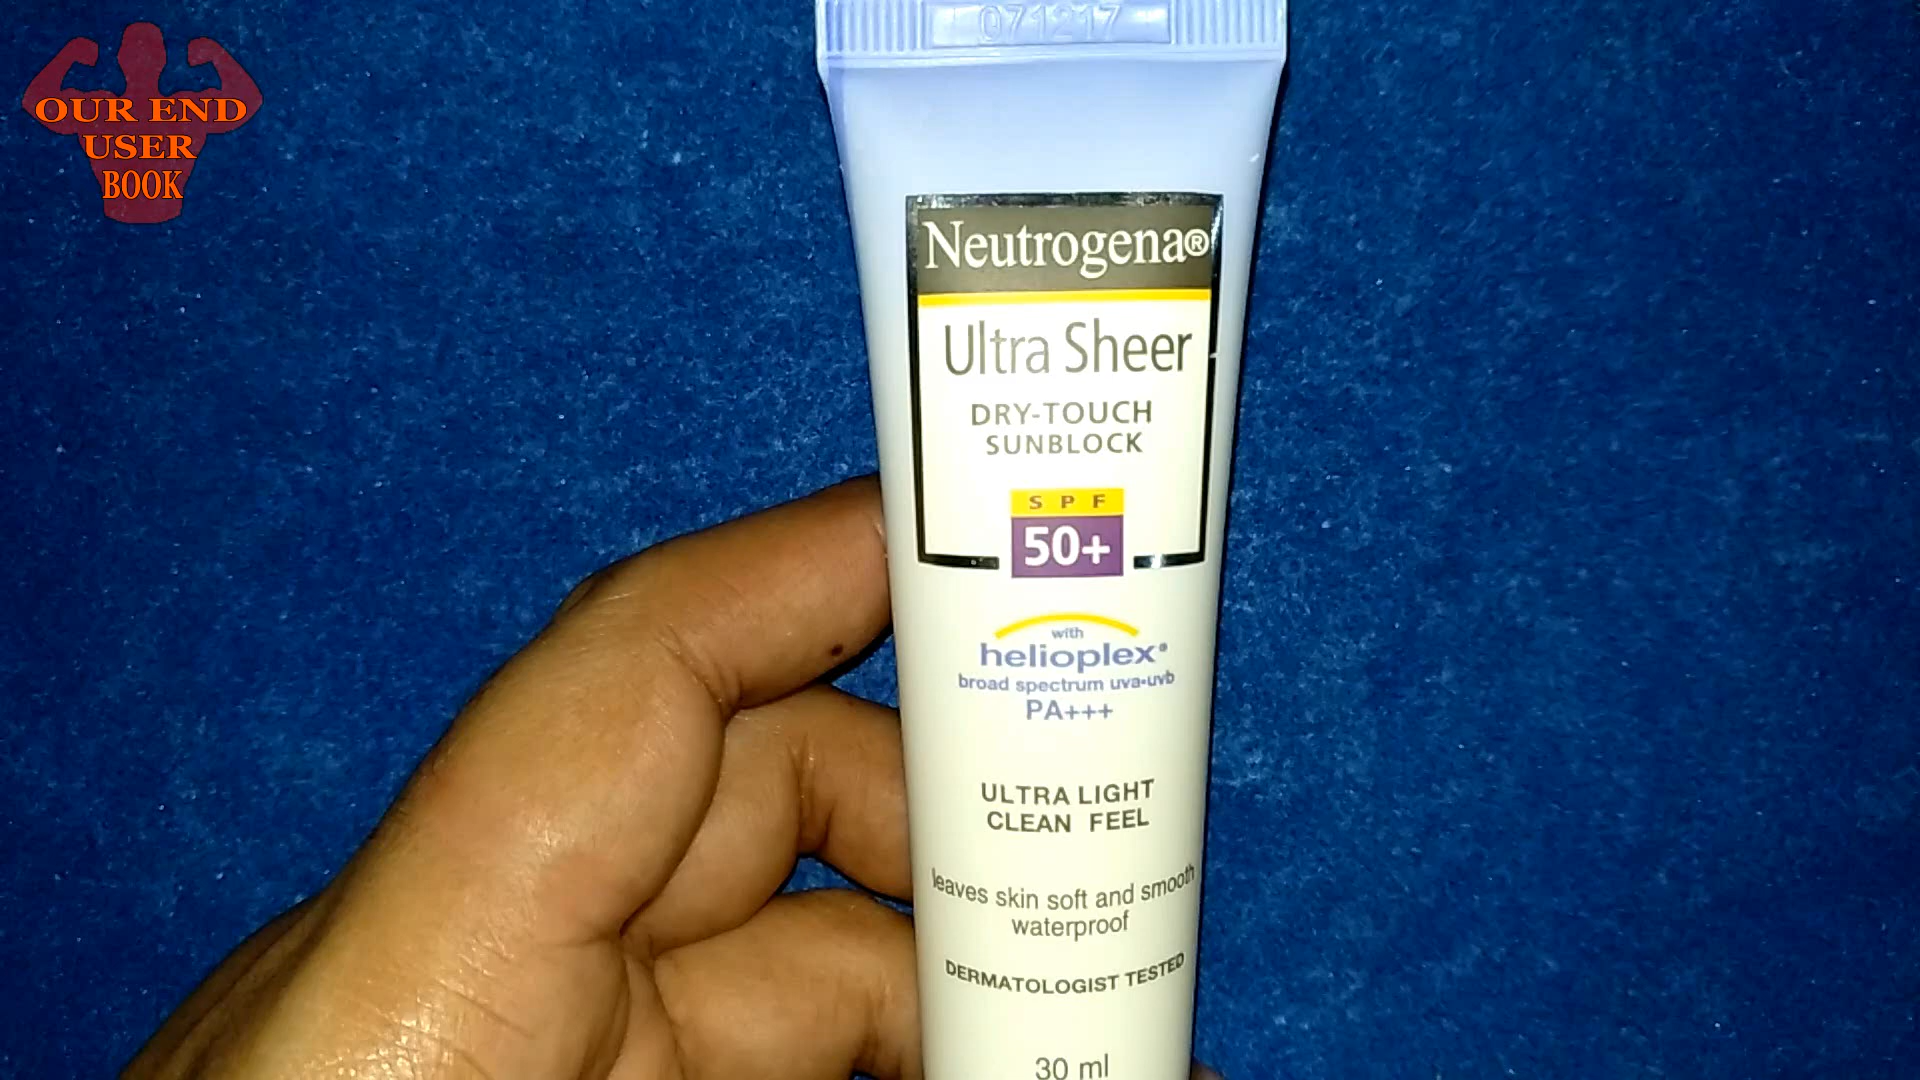 OUR END
USER
BOOK
071217
Neutrogena®
Ultra Sheer
DRY-TOUCH
SUNBLOCK
SPF
50+
with
helioplex®
broad spectrum uva-uvb
PA+++
ULTRA LIGHT
CLEAN FEEL
leaves skin soft and smooth
waterproof
DERMATOLOGIST TESTED
30 ml